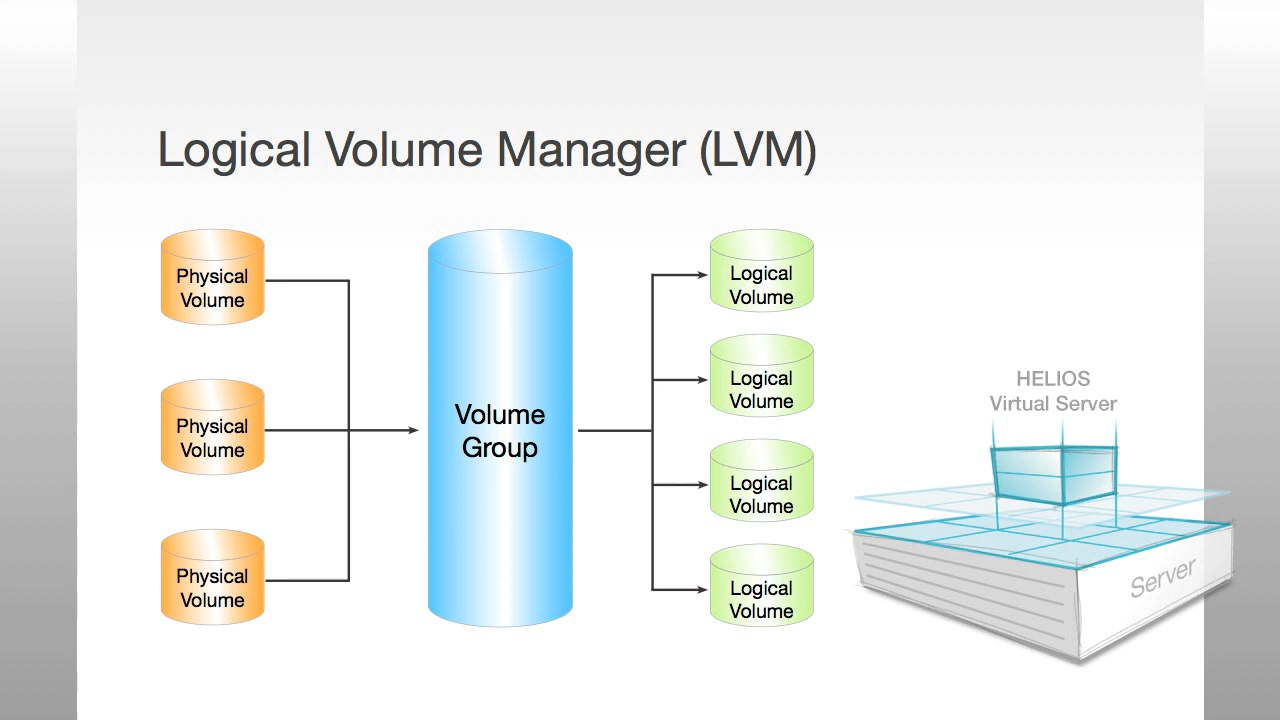 Logical Volume Manager (LVM)
Physical
Volume
Physical
Volume
Physical
Volume
Volume
Group
Logical
Volume
Logical
Volume
Logical
Volume
Logical
Volume
HELIOS
Virtual Server
Server